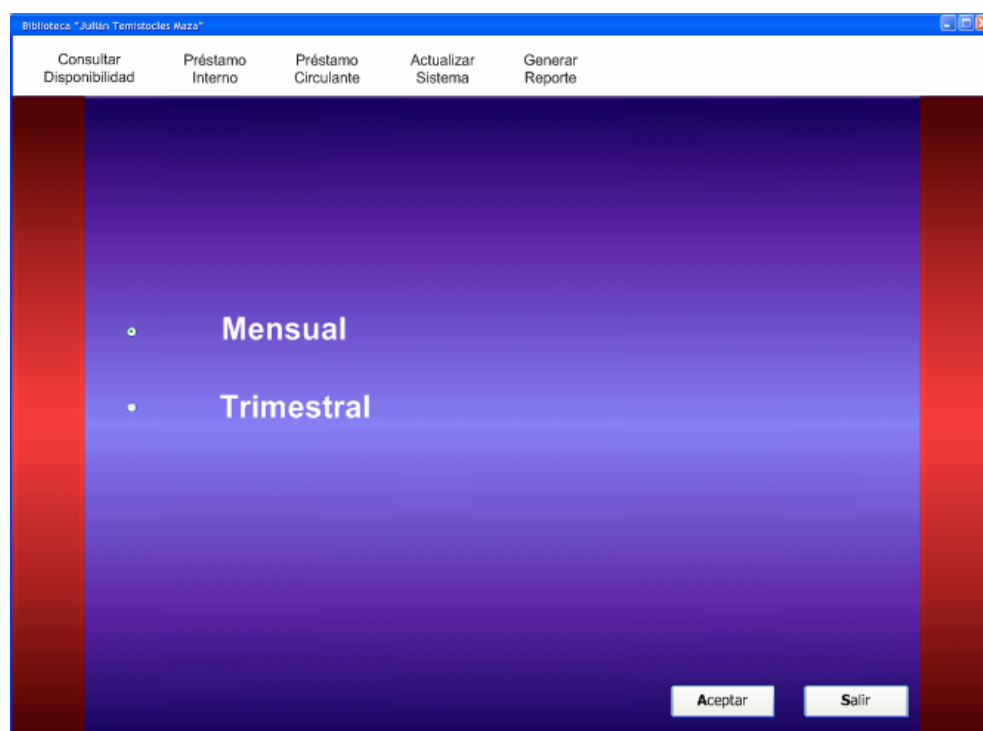 Biblioteca "Julián Temistocles Maza"
Consultar Disponibilidad
Préstamo Interno
Préstamo Circulante
Actualizar Sistema
Generar Reporte
Mensual
Trimestral
Aceptar
Salir